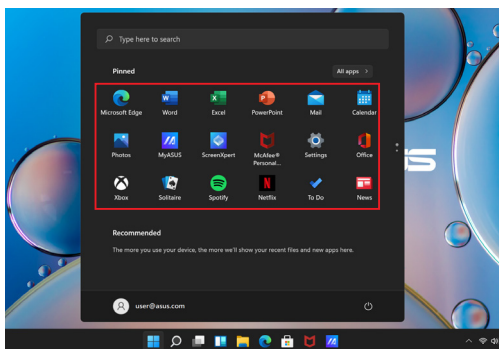 Type here to search
Pinned
All apps >
Microsoft Edge Word Excel PowerPoint Mail Calendar
Photos MyASUS ScreenXpert McAfee® Personal... Settings Office
Xbox Solitaire Spotify Netflix To Do News
Recommended
The more you use your device, the more we'll show your recent files and new apps here.
user@asus.com